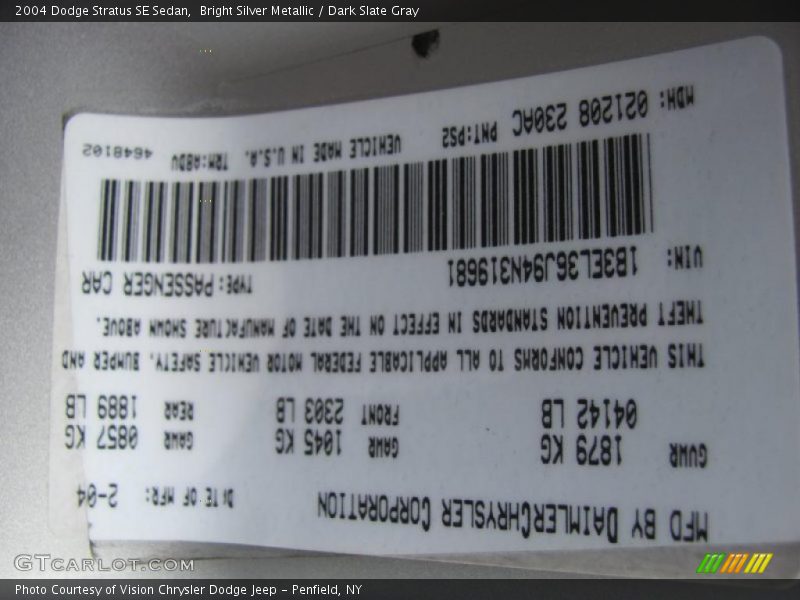 2004 Dodge Stratus SE Sedan, Bright Silver Metallic / Dark Slate Gray
MFD BY DAIMLERCHRYSLER CORPORATION DATE OF MFR: 2-04
GVWR 1879 KG GAWR 1045 KG GAWR 0857 KG
04142 LB FRONT 2303 LB REAR 1889 LB
THIS VEHICLE CONFORMS TO ALL APPLICABLE FEDERAL MOTOR VEHICLE SAFETY, BUMPER AND
THEFT PREVENTION STANDARDS IN EFFECT ON THE DATE OF MANUFACTURE SHOWN ABOVE.
VIN: 1B3EL36J94N319681 TYPE: PASSENGER CAR
MDH: 021208 230AC PNT:PS2 VEHICLE MADE IN U.S.A. TRM:ABDV 4648102
GTCARLOT.COM
Photo Courtesy of Vision Chrysler Dodge Jeep – Penfield, NY